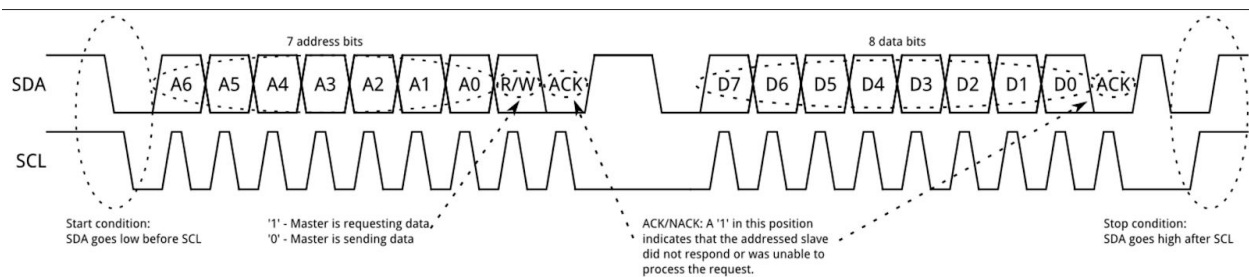 7 address bits
8 data bits
SDA
A6 A5 A4 A3 A2 A1 A0 R/W ACK
D7 D6 D5 D4 D3 D2 D1 D0 ACK
SCL
Start condition:
SDA goes low before SCL
'1' - Master is requesting data
'0' - Master is sending data
ACK/NACK: A '1' in this position
indicates that the addressed slave
did not respond or was unable to
process the request.
Stop condition:
SDA goes high after SCL